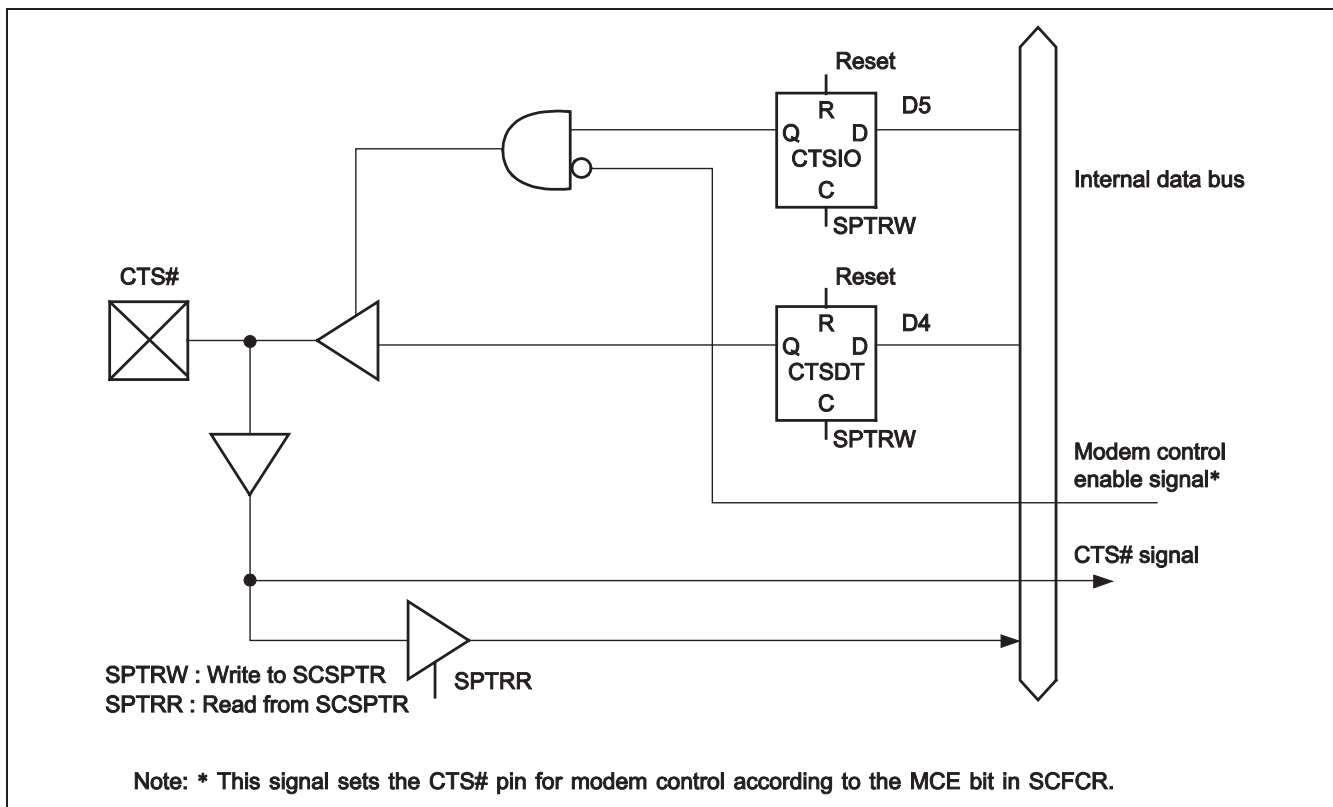 Reset
R
D5
Q
D
CTSIO
C
SPTRW
Internal data bus
CTS#
Reset
R
D4
Q
D
CTSDT
C
SPTRW
Modem control
enable signal*
CTS# signal
SPTRW : Write to SCSPTR
SPTRR
SPTRR : Read from SCSPTR
Note: * This signal sets the CTS# pin for modem control according to the MCE bit in SCFCR.